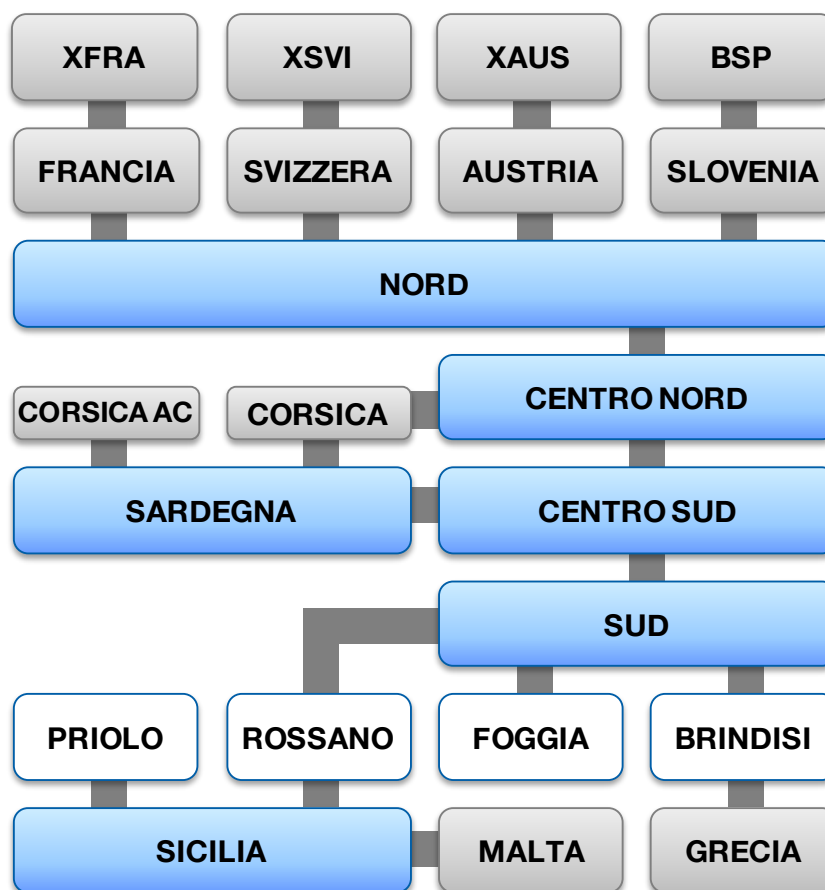 XFRA
XSVI
XAUS
BSP
FRANCIA
SVIZZERA
AUSTRIA
SLOVENIA
NORD
CENTRO NORD
CORSICA AC
CORSICA
SARDEGNA
CENTRO SUD
SUD
PRIOLO
ROSSANO
FOGGIA
BRINDISI
SICILIA
MALTA
GRECIA